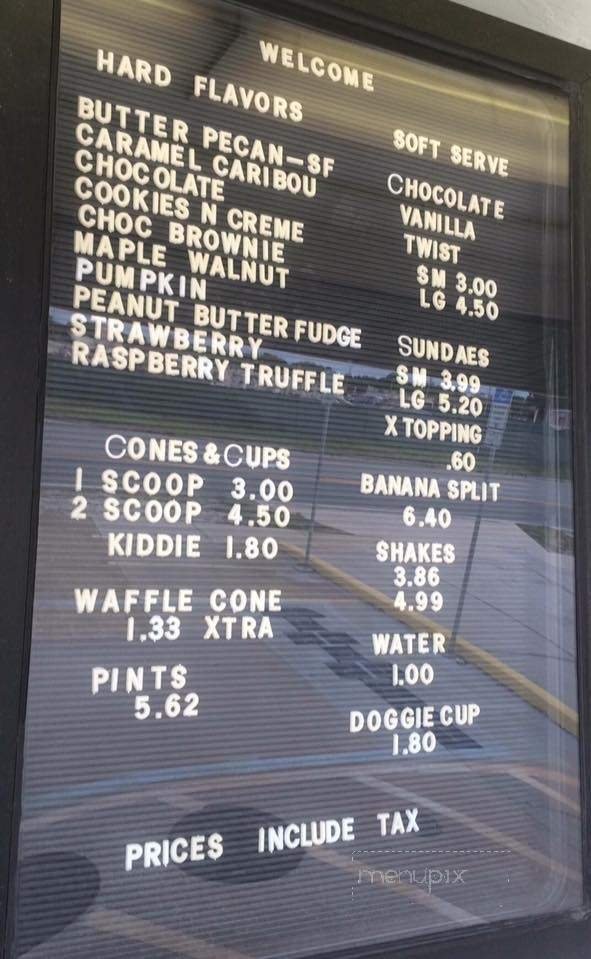 WELCOME
HARD FLAVORS
BUTTER PECAN-SF
CARAMEL CARIBOU
CHOCOLATE
COOKIES N CREME
CHOC BROWNIE
MAPLE WALNUT
PUMPKIN
PEANUT BUTTER FUDGE
STRAWBERRY
RASPBERRY TRUFFLE
CONES & CUPS
1 SCOOP 3.00
2 SCOOP 4.50
KIDDIE 1.80
WAFFLE CONE
1.33 XTRA
PINTS
5.62
SOFT SERVE
CHOCOLATE
VANILLA
TWIST
SM 3.00
LG 4.50
SUNDAES
SM 3.99
LG 5.20
X TOPPING
.60
BANANA SPLIT
6.40
SHAKES
3.86
4.99
WATER
1.00
DOGGIE CUP
1.80
PRICES INCLUDE TAX
menupix